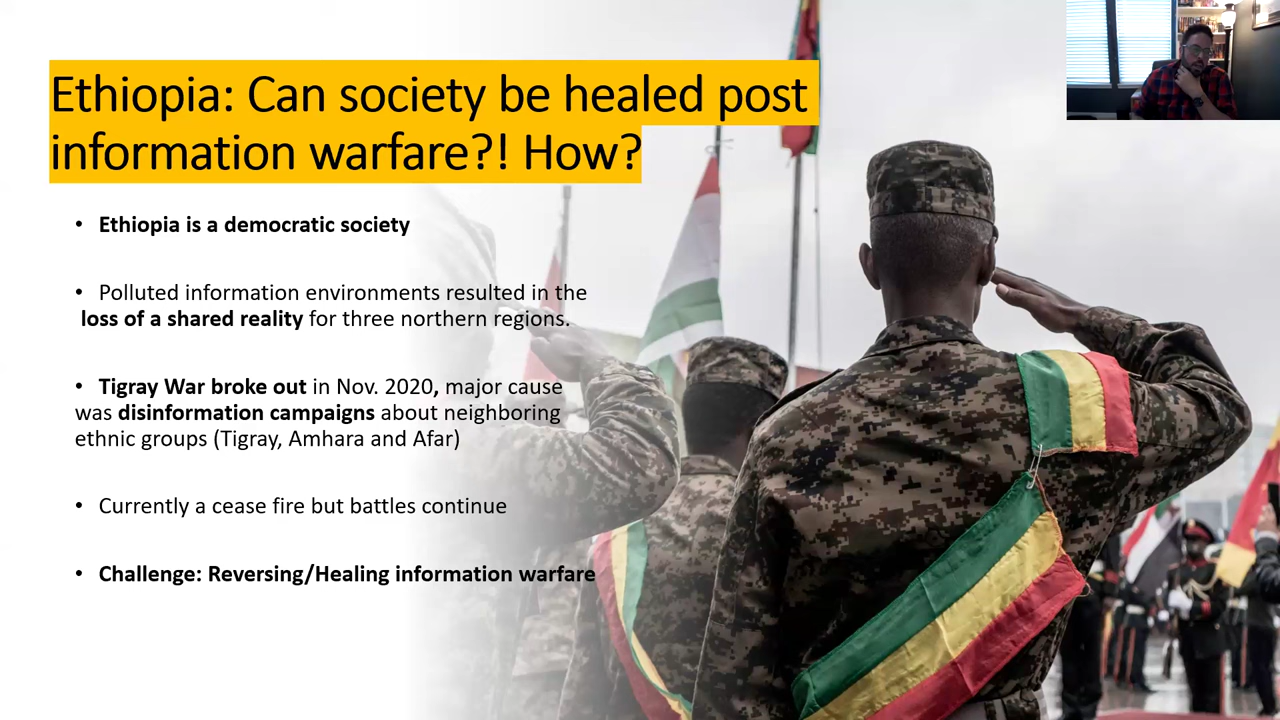 Ethiopia: Can society be healed post
information warfare?! How?
• Ethiopia is a democratic society
• Polluted information environments resulted in the
loss of a shared reality for three northern regions.
• Tigray War broke out in Nov. 2020, major cause
was disinformation campaigns about neighboring
ethnic groups (Tigray, Amhara and Afar)
• Currently a cease fire but battles continue
• Challenge: Reversing/Healing information warfare